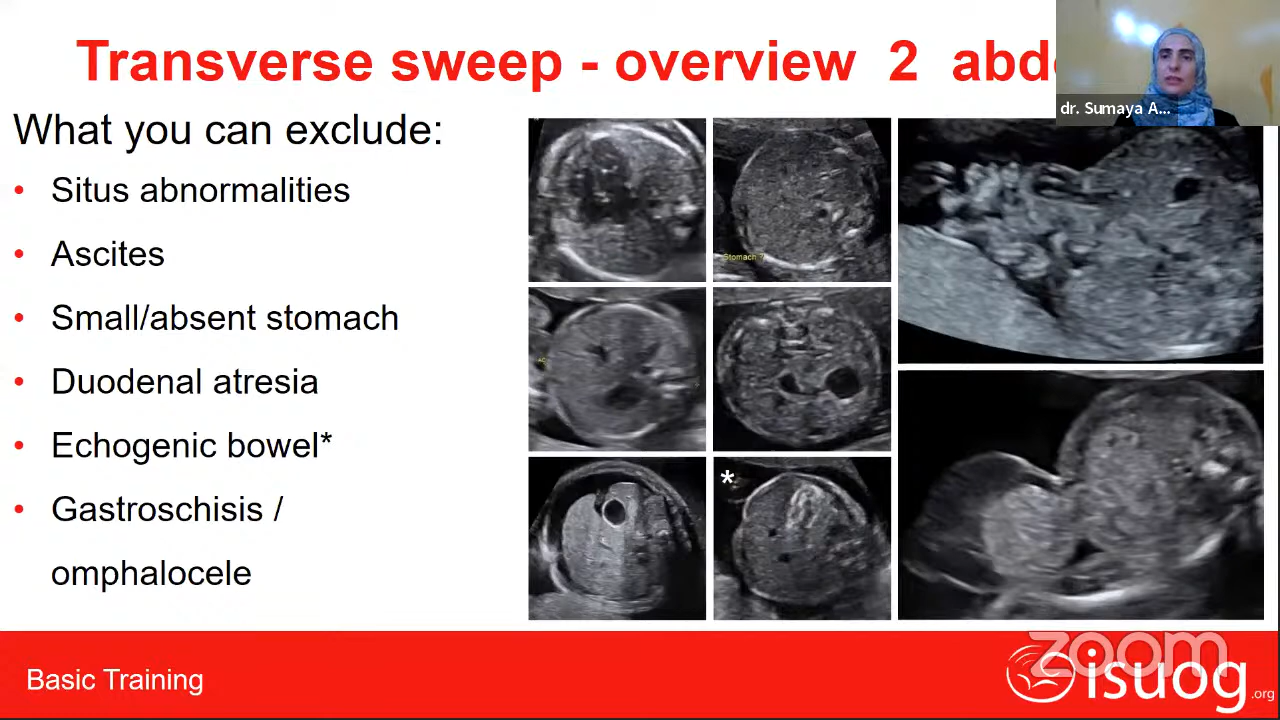 Transverse sweep - overview 2 abd
dr. Sumaya A...
What you can exclude:
• Situs abnormalities
• Ascites
• Small/absent stomach
• Duodenal atresia
• Echogenic bowel*
• Gastroschisis /
omphalocele
Stomach ?
*
Basic Training
zoom
isuog.org